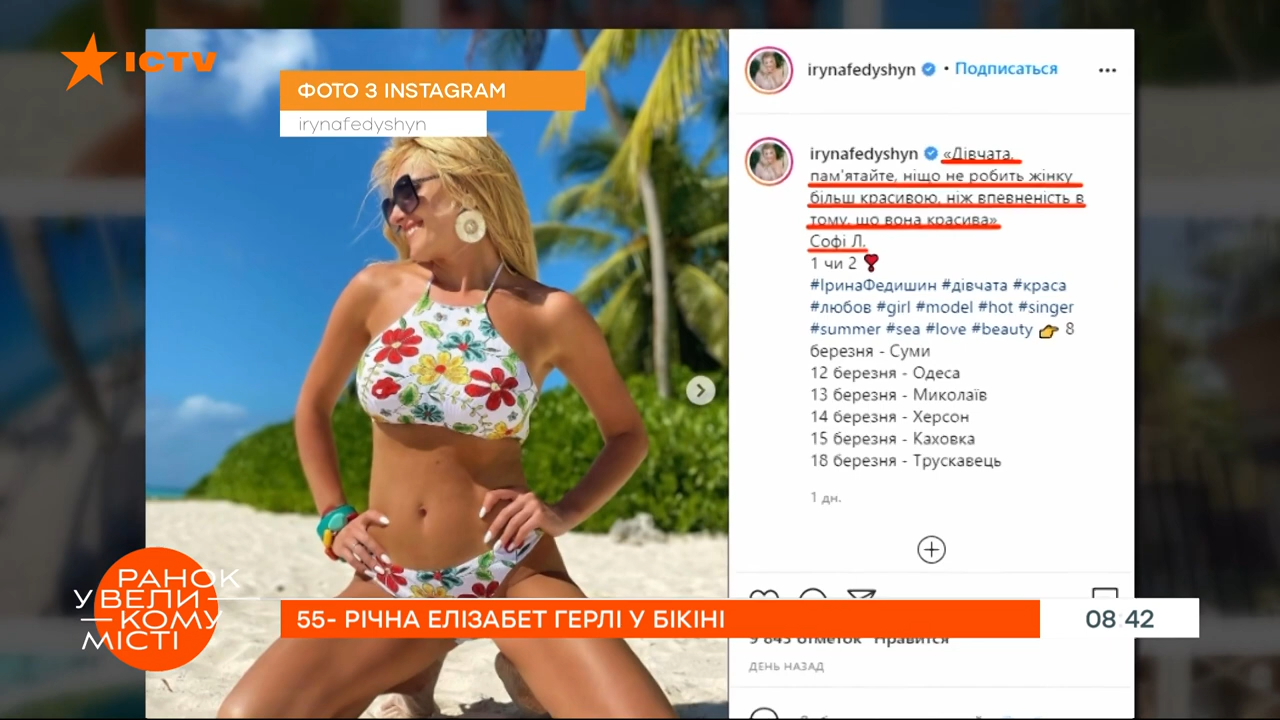 ICTV
ФОТО З INSTAGRAM
irynafedyshyn
irynafedyshyn • Подписаться
irynafedyshyn «Дівчата,
пам'ятайте, ніщо не робить жінку
більш красивою, ніж впевненість в
тому, що вона красива»
Софі Л.
1 чи 2
#ІринаФедишин #дівчата #краса
#любов #girl #model #hot #singer
#summer #sea #love #beauty 👉 8
березня - Суми
12 березня - Одеса
13 березня - Миколаїв
14 березня - Херсон
15 березня - Каховка
18 березня - Трускавець
1 дн.
РАНОК
У ВЕЛИ-
КОМУ
МІСТІ
55- РІЧНА ЕЛІЗАБЕТ ГЕРЛІ У БІКІНІ
08:42
"Нравится"
ДЕНЬ НАЗАД